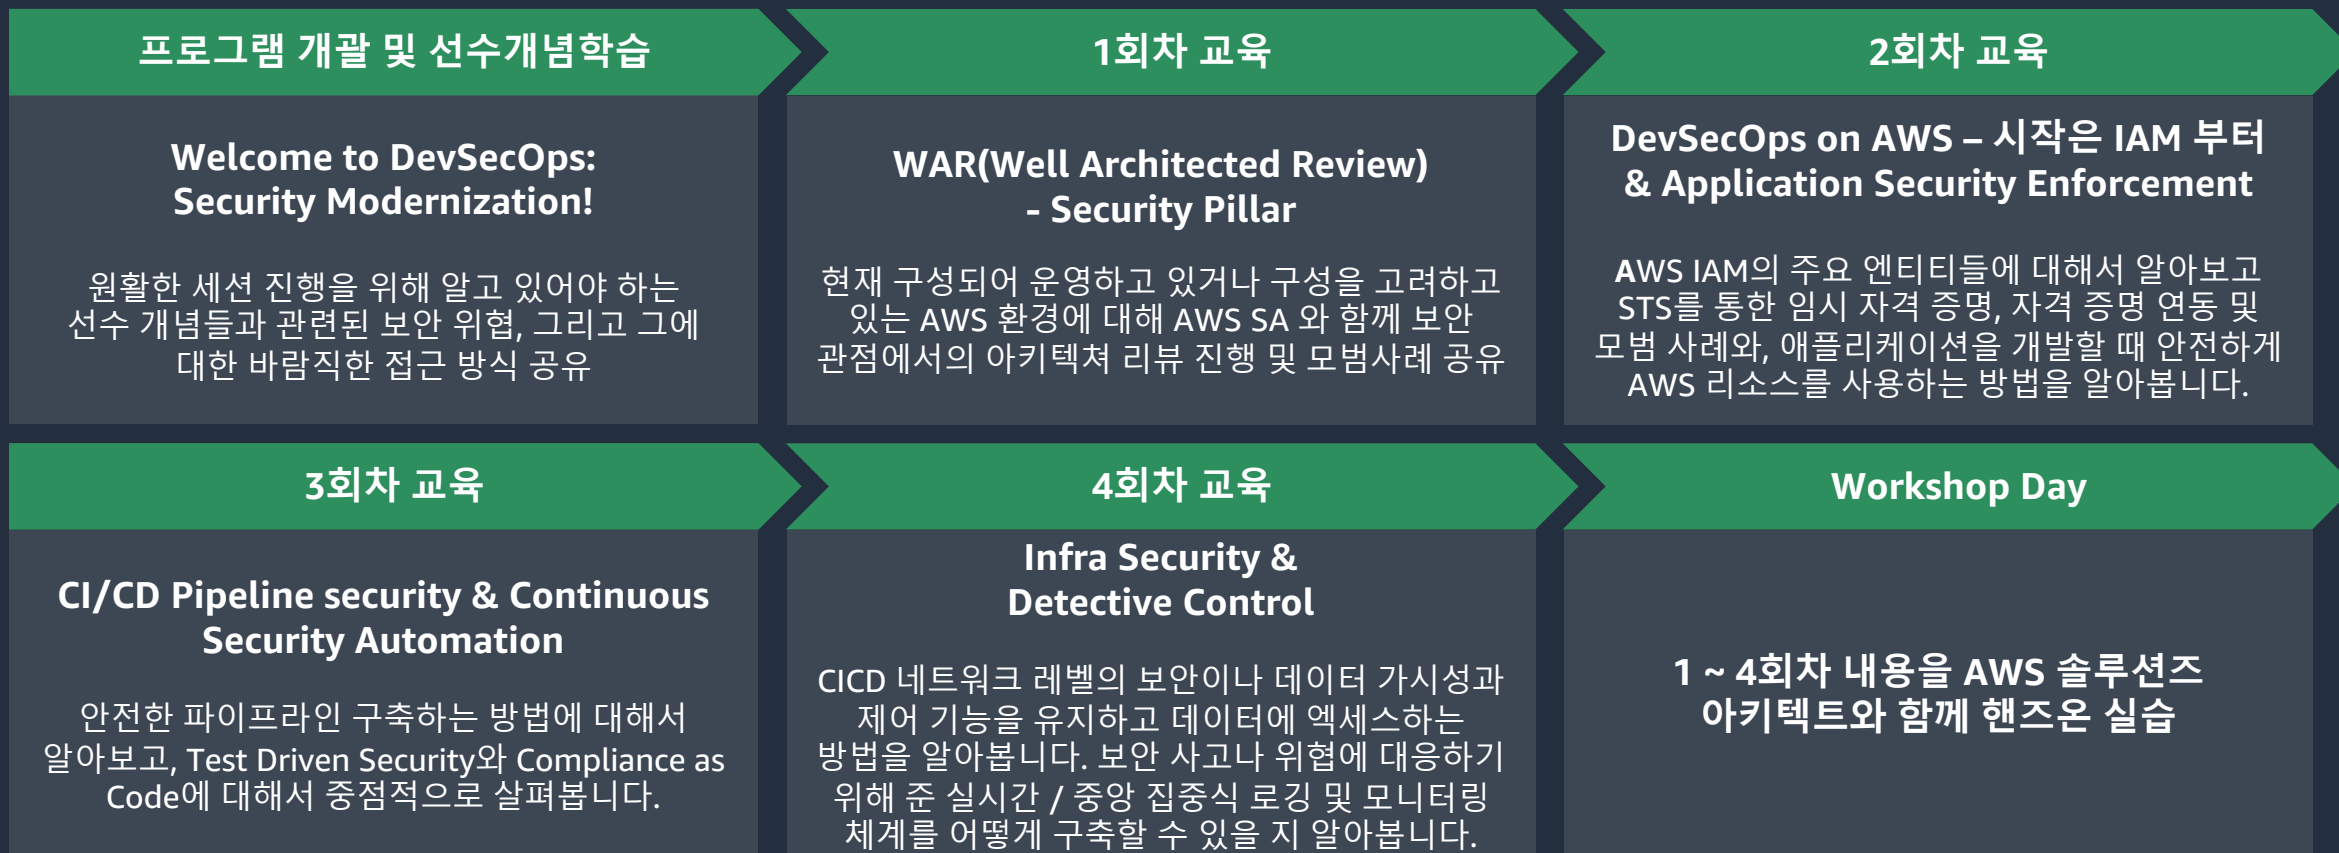 프로그램 개괄 및 선수개념학습
Welcome to DevSecOps:
Security Modernization!
원활한 세션 진행을 위해 알고 있어야 하는
선수 개념들과 관련된 보안 위협, 그리고 그에
대한 바람직한 접근 방식 공유
1회차 교육
WAR(Well Architected Review)
- Security Pillar
현재 구성되어 운영하고 있거나 구성을 고려하고
있는 AWS 환경에 대해 AWS SA 와 함께 보안
관점에서의 아키텍쳐 리뷰 진행 및 모범사례 공유
2회차 교육
DevSecOps on AWS – 시작은 IAM 부터
& Application Security Enforcement
AWS IAM의 주요 엔티티들에 대해서 알아보고
STS를 통한 임시 자격 증명, 자격 증명 연동 및
모범 사례와, 애플리케이션을 개발할 때 안전하게
AWS 리소스를 사용하는 방법을 알아봅니다.
3회차 교육
CI/CD Pipeline security & Continuous
Security Automation
안전한 파이프라인 구축하는 방법에 대해서
알아보고, Test Driven Security와 Compliance as
Code에 대해서 중점적으로 살펴봅니다.
4회차 교육
Infra Security &
Detective Control
CICD 네트워크 레벨의 보안이나 데이터 가시성과
제어 기능을 유지하고 데이터에 엑세스하는
방법을 알아봅니다. 보안 사고나 위협에 대응하기
위해 준 실시간 / 중앙 집중식 로깅 및 모니터링
체계를 어떻게 구축할 수 있을 지 알아봅니다.
Workshop Day
1 ~ 4회차 내용을 AWS 솔루션즈
아키텍트와 함께 핸즈온 실습